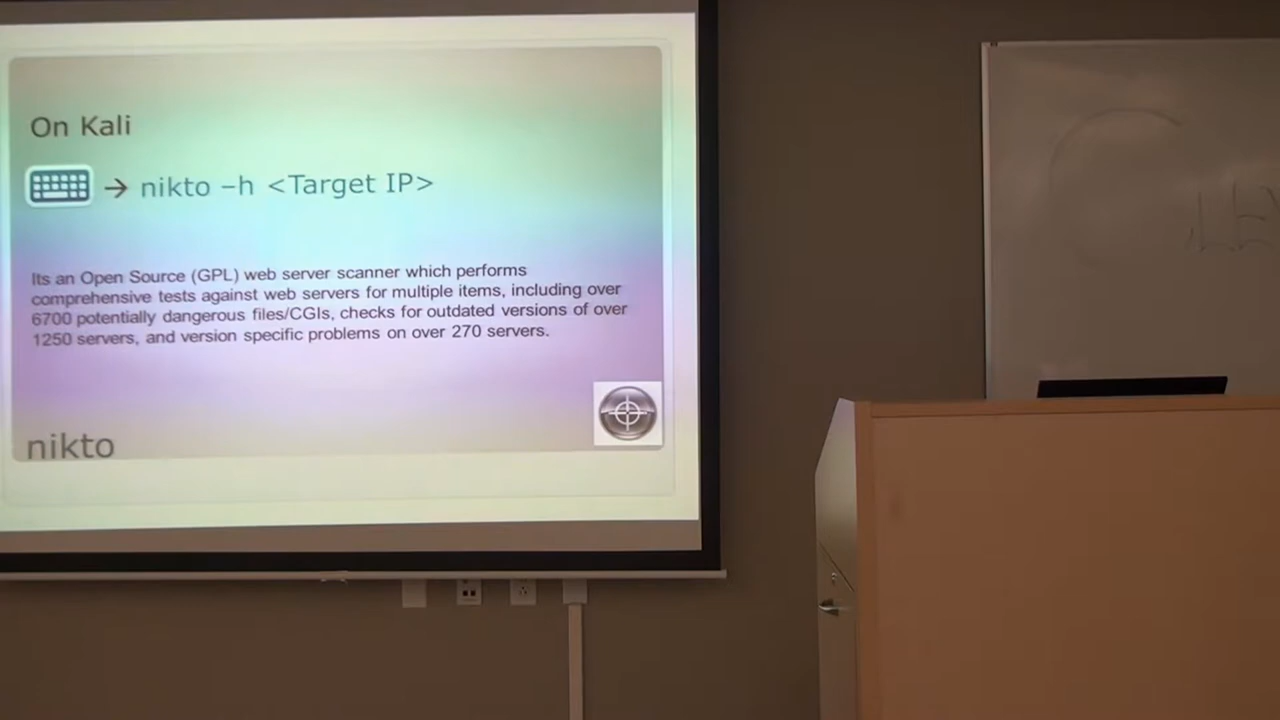 On Kali
→ nikto –h <Target IP>
Its an Open Source (GPL) web server scanner which performs
comprehensive tests against web servers for multiple items, including over
6700 potentially dangerous files/CGIs, checks for outdated versions of over
1250 servers, and version specific problems on over 270 servers.
nikto